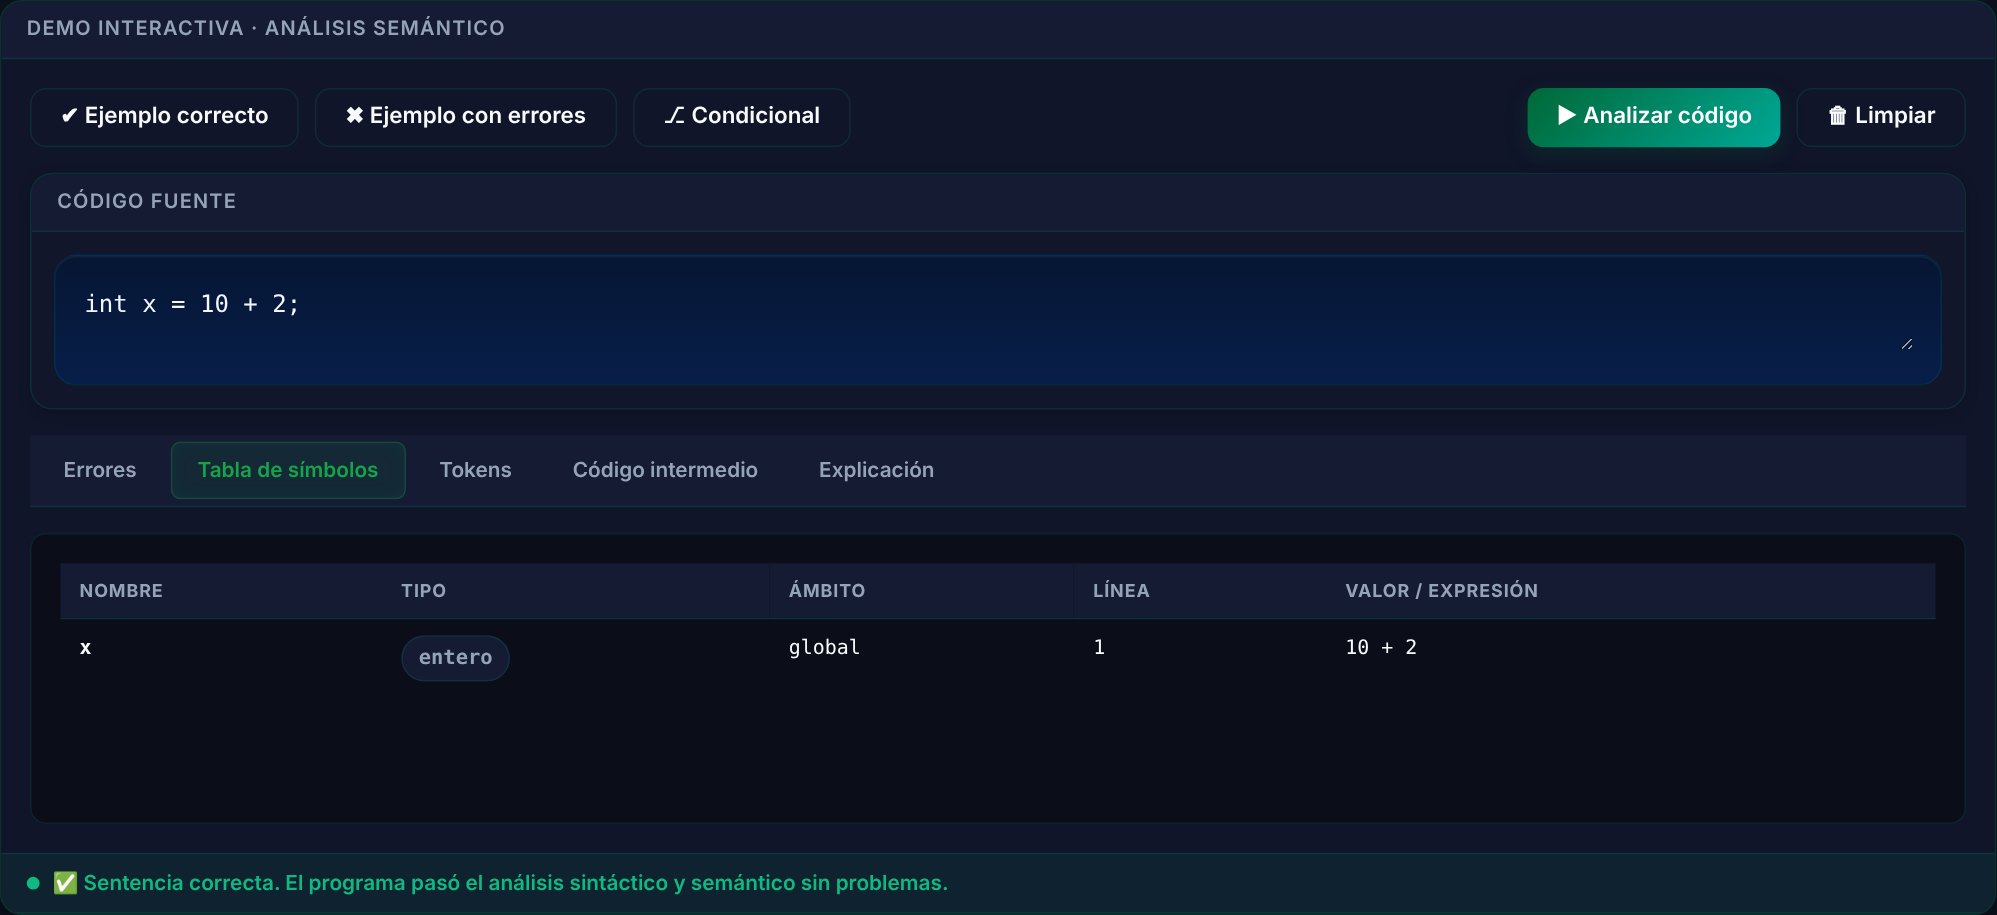 DEMO INTERACTIVA · ANÁLISIS SEMÁNTICO
✔ Ejemplo correcto ✖ Ejemplo con errores ⎇ Condicional ▶ Analizar código 🗑 Limpiar
CÓDIGO FUENTE
int x = 10 + 2;
Errores Tabla de símbolos Tokens Código intermedio Explicación
NOMBRE TIPO ÁMBITO LÍNEA VALOR / EXPRESIÓN
x entero global 1 10 + 2
✅ Sentencia correcta. El programa pasó el análisis sintáctico y semántico sin problemas.